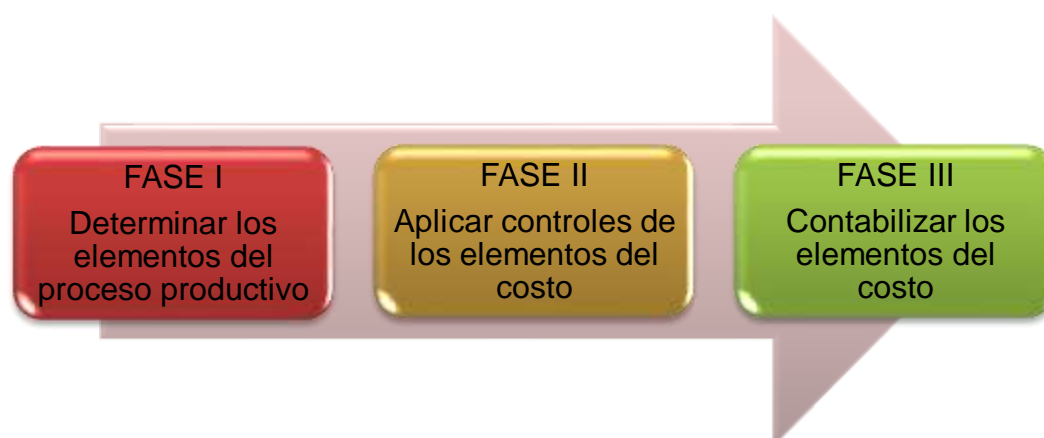 FASE I
Determinar los
elementos del
proceso productivo
FASE II
Aplicar controles de
los elementos del
costo
FASE III
Contabilizar los
elementos del
costo